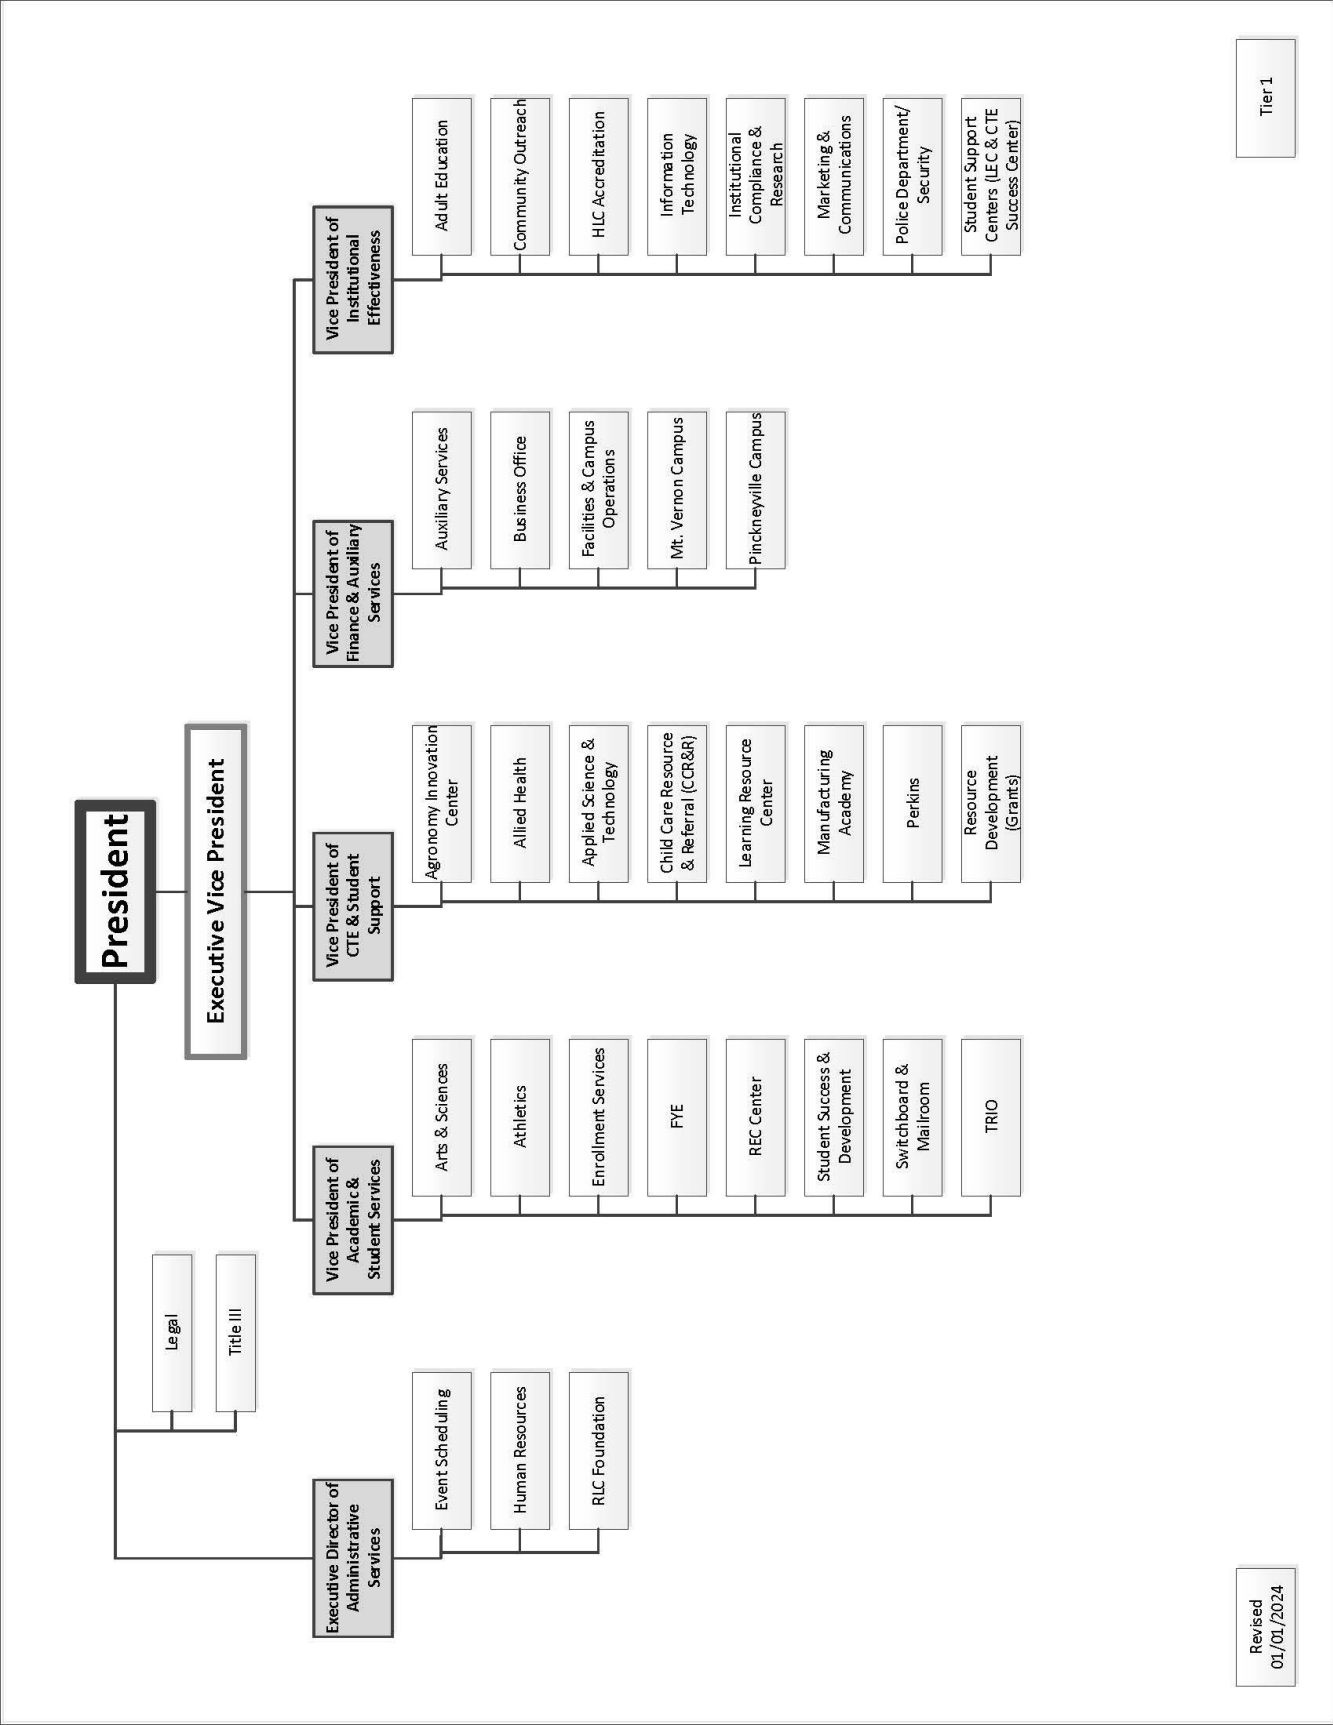 President
Executive Vice President
Legal
Title III
Executive Director of
Administrative
Services
Event Scheduling
Human Resources
RLC Foundation
Vice President of
Academic &
Student Services
Arts & Sciences
Athletics
Enrollment Services
FYE
REC Center
Student Success &
Development
Switchboard &
Mailroom
TRIO
Vice President of
CTE & Student
Support
Agronomy Innovation
Center
Allied Health
Applied Science &
Technology
Child Care Resource
& Referral (CCR&R)
Learning Resource
Center
Manufacturing
Academy
Perkins
Resource
Development
(Grants)
Vice President of
Finance & Auxiliary
Services
Auxiliary Services
Business Office
Facilities & Campus
Operations
Mt. Vernon Campus
Pinckneyville Campus
Vice President of
Institutional
Effectiveness
Adult Education
Community Outreach
HLC Accreditation
Information
Technology
Institutional
Compliance &
Research
Marketing &
Communications
Police Department/
Security
Student Support
Centers (LEC & CTE
Success Center)
Revised
01/01/2024
Tier 1